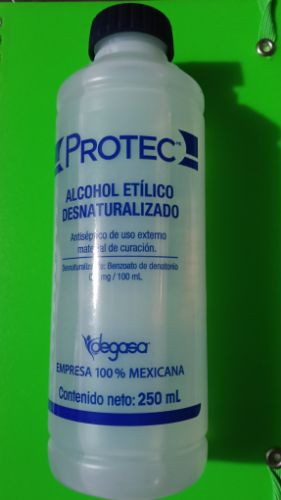 PROTEC
ALCOHOL ETÍLICO
DESNATURALIZADO
Antiséptico de uso externo
material de curación.
Desnaturalizante: Benzoato de denatonio
mg / 100 mL
degasa
EMPRESA 100% MEXICANA
Contenido neto: 250 mL